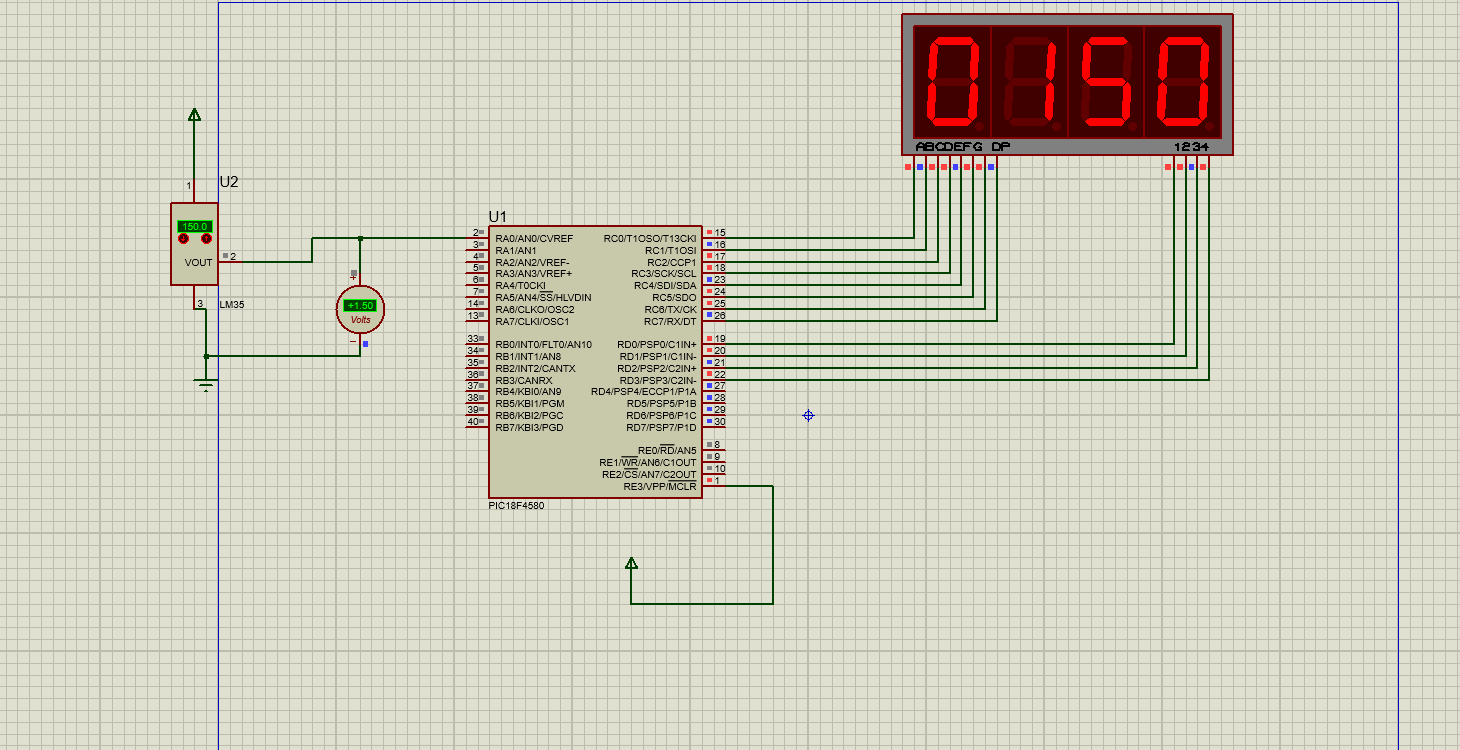 0150
ABCDEFG DP
1234
1
U2
150.0
2
VOUT
3
LM35
+
+1.50
Volts
−
U1
2 RA0/AN0/CVREF RC0/T1OSO/T13CKI 15
3 RA1/AN1 RC1/T1OSI 16
4 RA2/AN2/VREF- RC2/CCP1 17
5 RA3/AN3/VREF+ RC3/SCK/SCL 18
6 RA4/T0CKI RC4/SDI/SDA 23
7 RA5/AN4/SS/HLVDIN RC5/SDO 24
14 RA6/CLKO/OSC2 RC6/TX/CK 25
13 RA7/CLKI/OSC1 RC7/RX/DT 26
33 RB0/INT0/FLT0/AN10 RD0/PSP0/C1IN+ 19
34 RB1/INT1/AN8 RD1/PSP1/C1IN- 20
35 RB2/INT2/CANTX RD2/PSP2/C2IN+ 21
36 RB3/CANRX RD3/PSP3/C2IN- 22
37 RB4/KBI0/AN9 RD4/PSP4/ECCP1/P1A 27
38 RB5/KBI1/PGM RD5/PSP5/P1B 28
39 RB6/KBI2/PGC RD6/PSP6/P1C 29
40 RB7/KBI3/PGD RD7/PSP7/P1D 30
RE0/RD/AN5 8
RE1/WR/AN6/C1OUT 9
RE2/CS/AN7/C2OUT 10
RE3/VPP/MCLR 1
PIC18F4580